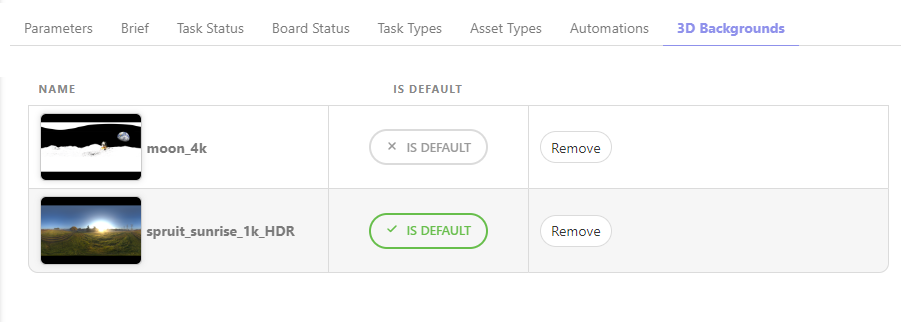 Parameters Brief Task Status Board Status Task Types Asset Types Automations 3D Backgrounds
NAME IS DEFAULT
moon_4k IS DEFAULT Remove
spruit_sunrise_1k_HDR IS DEFAULT Remove